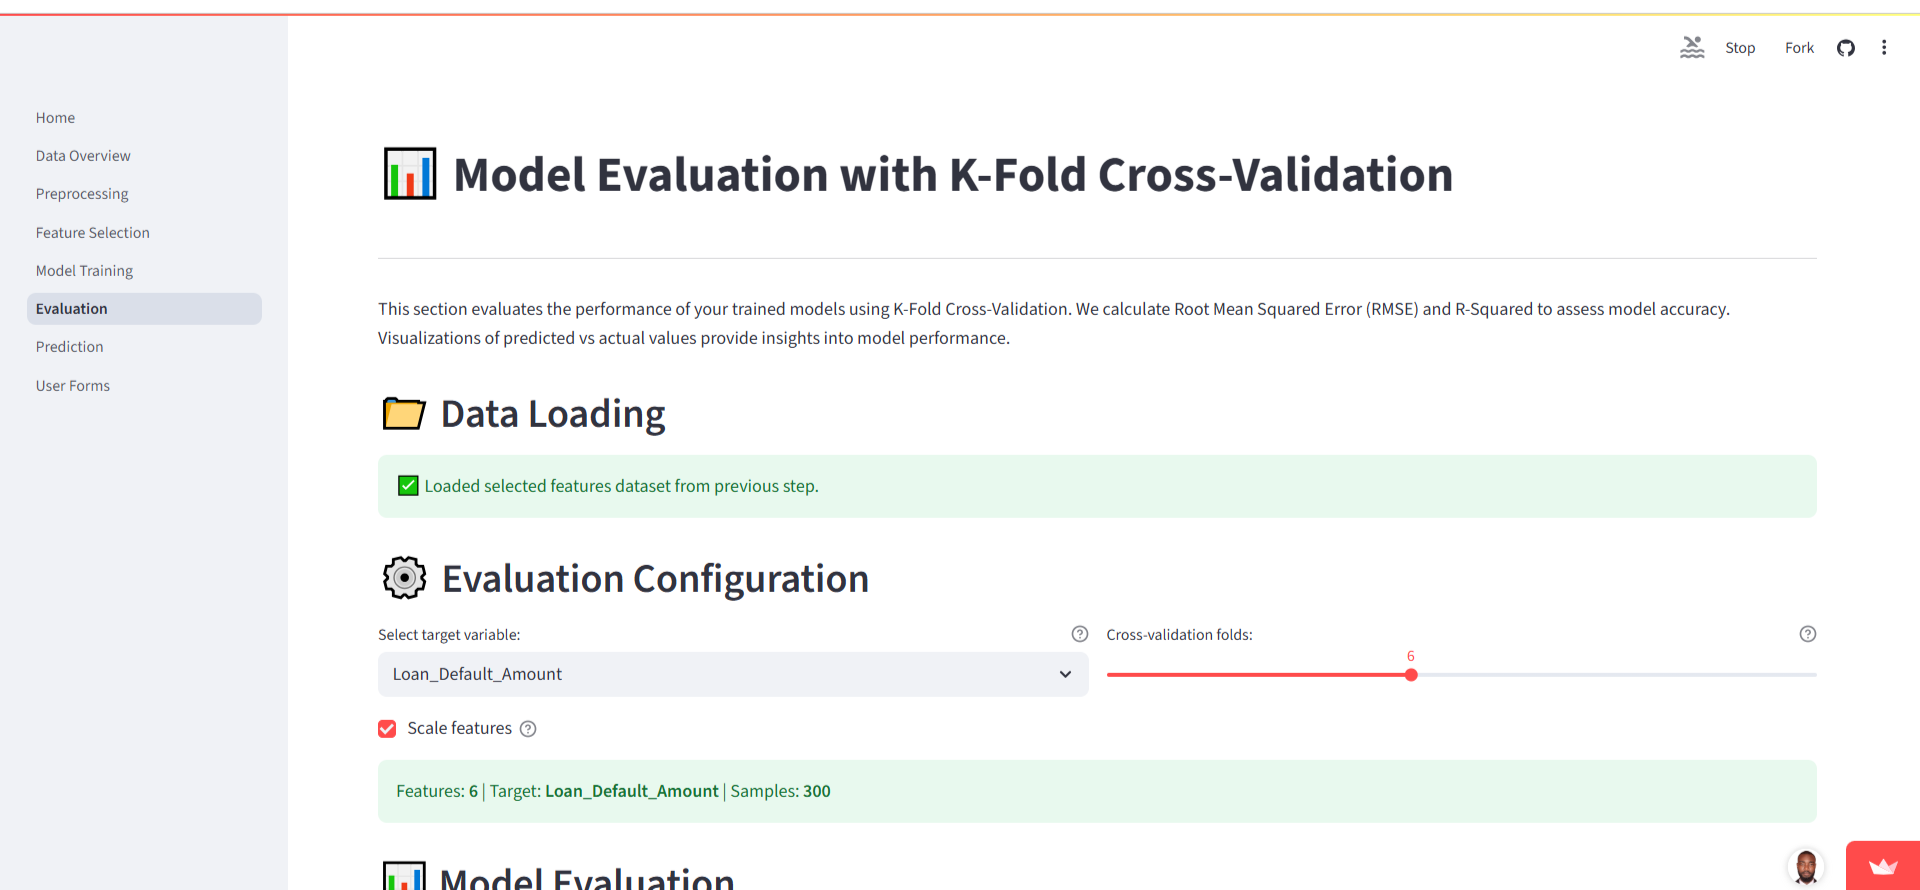 Stop
Fork
Home
Data Overview
Preprocessing
Feature Selection
Model Training
Evaluation
Prediction
User Forms
Model Evaluation with K-Fold Cross-Validation
This section evaluates the performance of your trained models using K-Fold Cross-Validation. We calculate Root Mean Squared Error (RMSE) and R-Squared to assess model accuracy.
Visualizations of predicted vs actual values provide insights into model performance.
Data Loading
Loaded selected features dataset from previous step.
Evaluation Configuration
Select target variable:
Loan_Default_Amount
Cross-validation folds:
6
Scale features
Features: 6 | Target: Loan_Default_Amount | Samples: 300
Model Evaluation